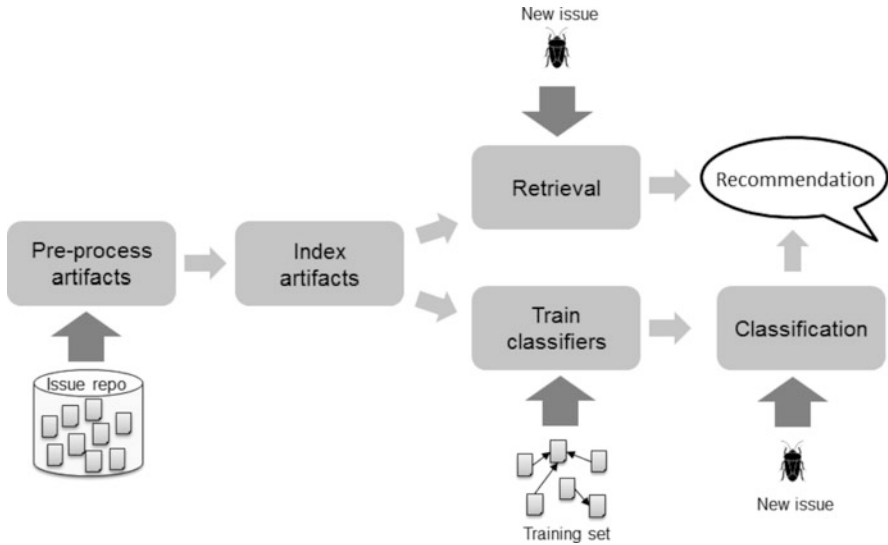 New issue
Retrieval
Recommendation
Pre-process
artifacts
Index
artifacts
Train
classifiers
Classification
Issue repo
Training set
New issue